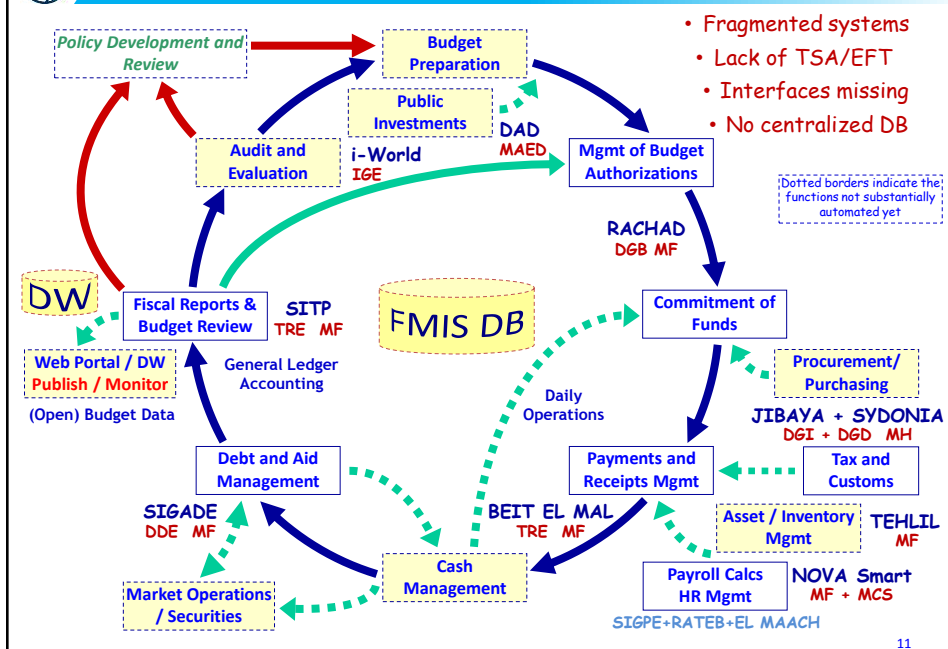 Policy Development and
Review
Budget
Preparation
• Fragmented systems
• Lack of TSA/EFT
• Interfaces missing
• No centralized DB
Public
Investments
DAD
MAED
Audit and
Evaluation
i-World
IGE
Mgmt of Budget
Authorizations
Dotted borders indicate the
functions not substantially
automated yet
RACHAD
DGB MF
DW
Fiscal Reports &
Budget Review
SITP
TRE MF
FMIS DB
Commitment of
Funds
Web Portal / DW
Publish / Monitor
(Open) Budget Data
General Ledger
Accounting
Daily
Operations
Procurement/
Purchasing
JIBAYA + SYDONIA
DGI + DGD MH
Debt and Aid
Management
Payments and
Receipts Mgmt
Tax and
Customs
SIGADE
DDE MF
BEIT EL MAL
TRE MF
Asset / Inventory
Mgmt
TEHLIL
MF
Market Operations
/ Securities
Cash
Management
Payroll Calcs
HR Mgmt
NOVA Smart
MF + MCS
SIGPE+RATEB+EL MAACH
11